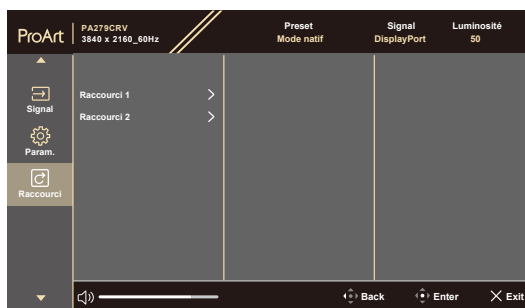 ProArt
PA279CRV
3840 x 2160_60Hz
Preset
Mode natif
Signal
DisplayPort
Luminosité
50
Signal
Param.
Raccourci
Raccourci 1
Raccourci 2
Back
Enter
Exit